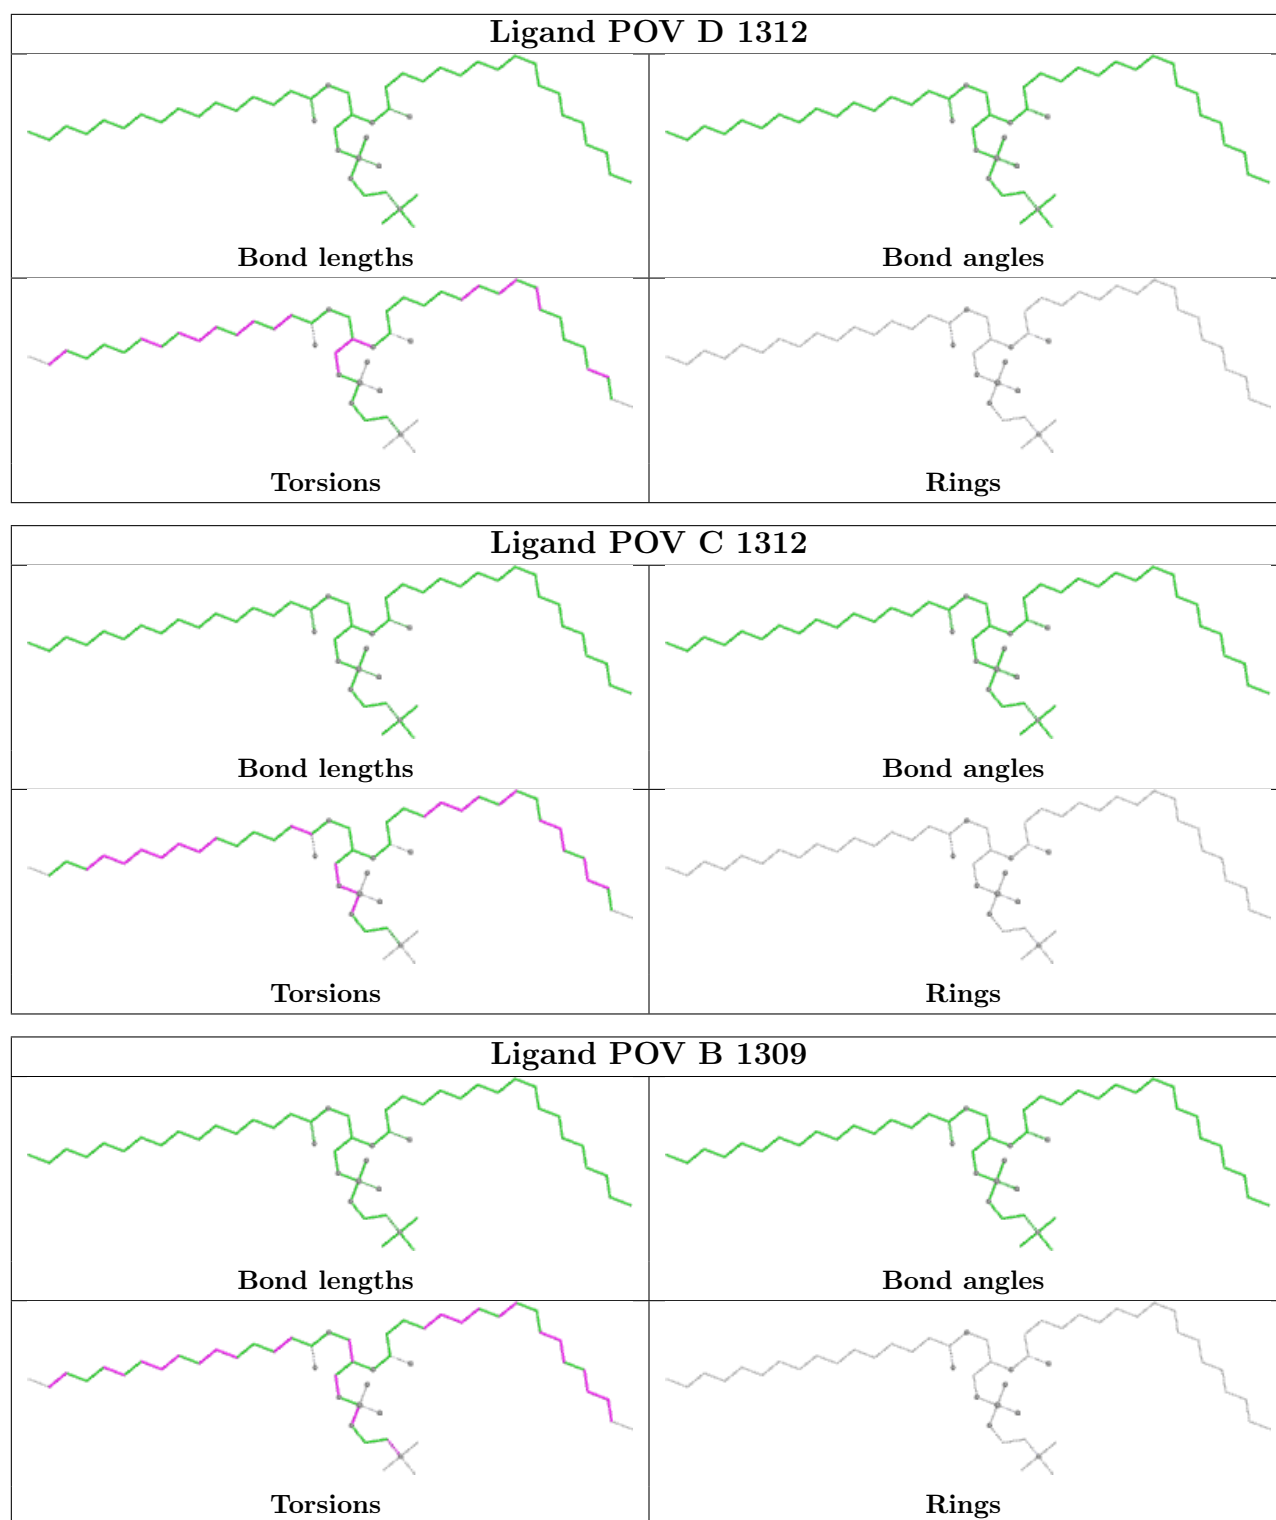 Ligand POV D 1312
Bond lengths
Bond angles
Torsions
Rings
Ligand POV C 1312
Bond lengths
Bond angles
Torsions
Rings
Ligand POV B 1309
Bond lengths
Bond angles
Torsions
Rings